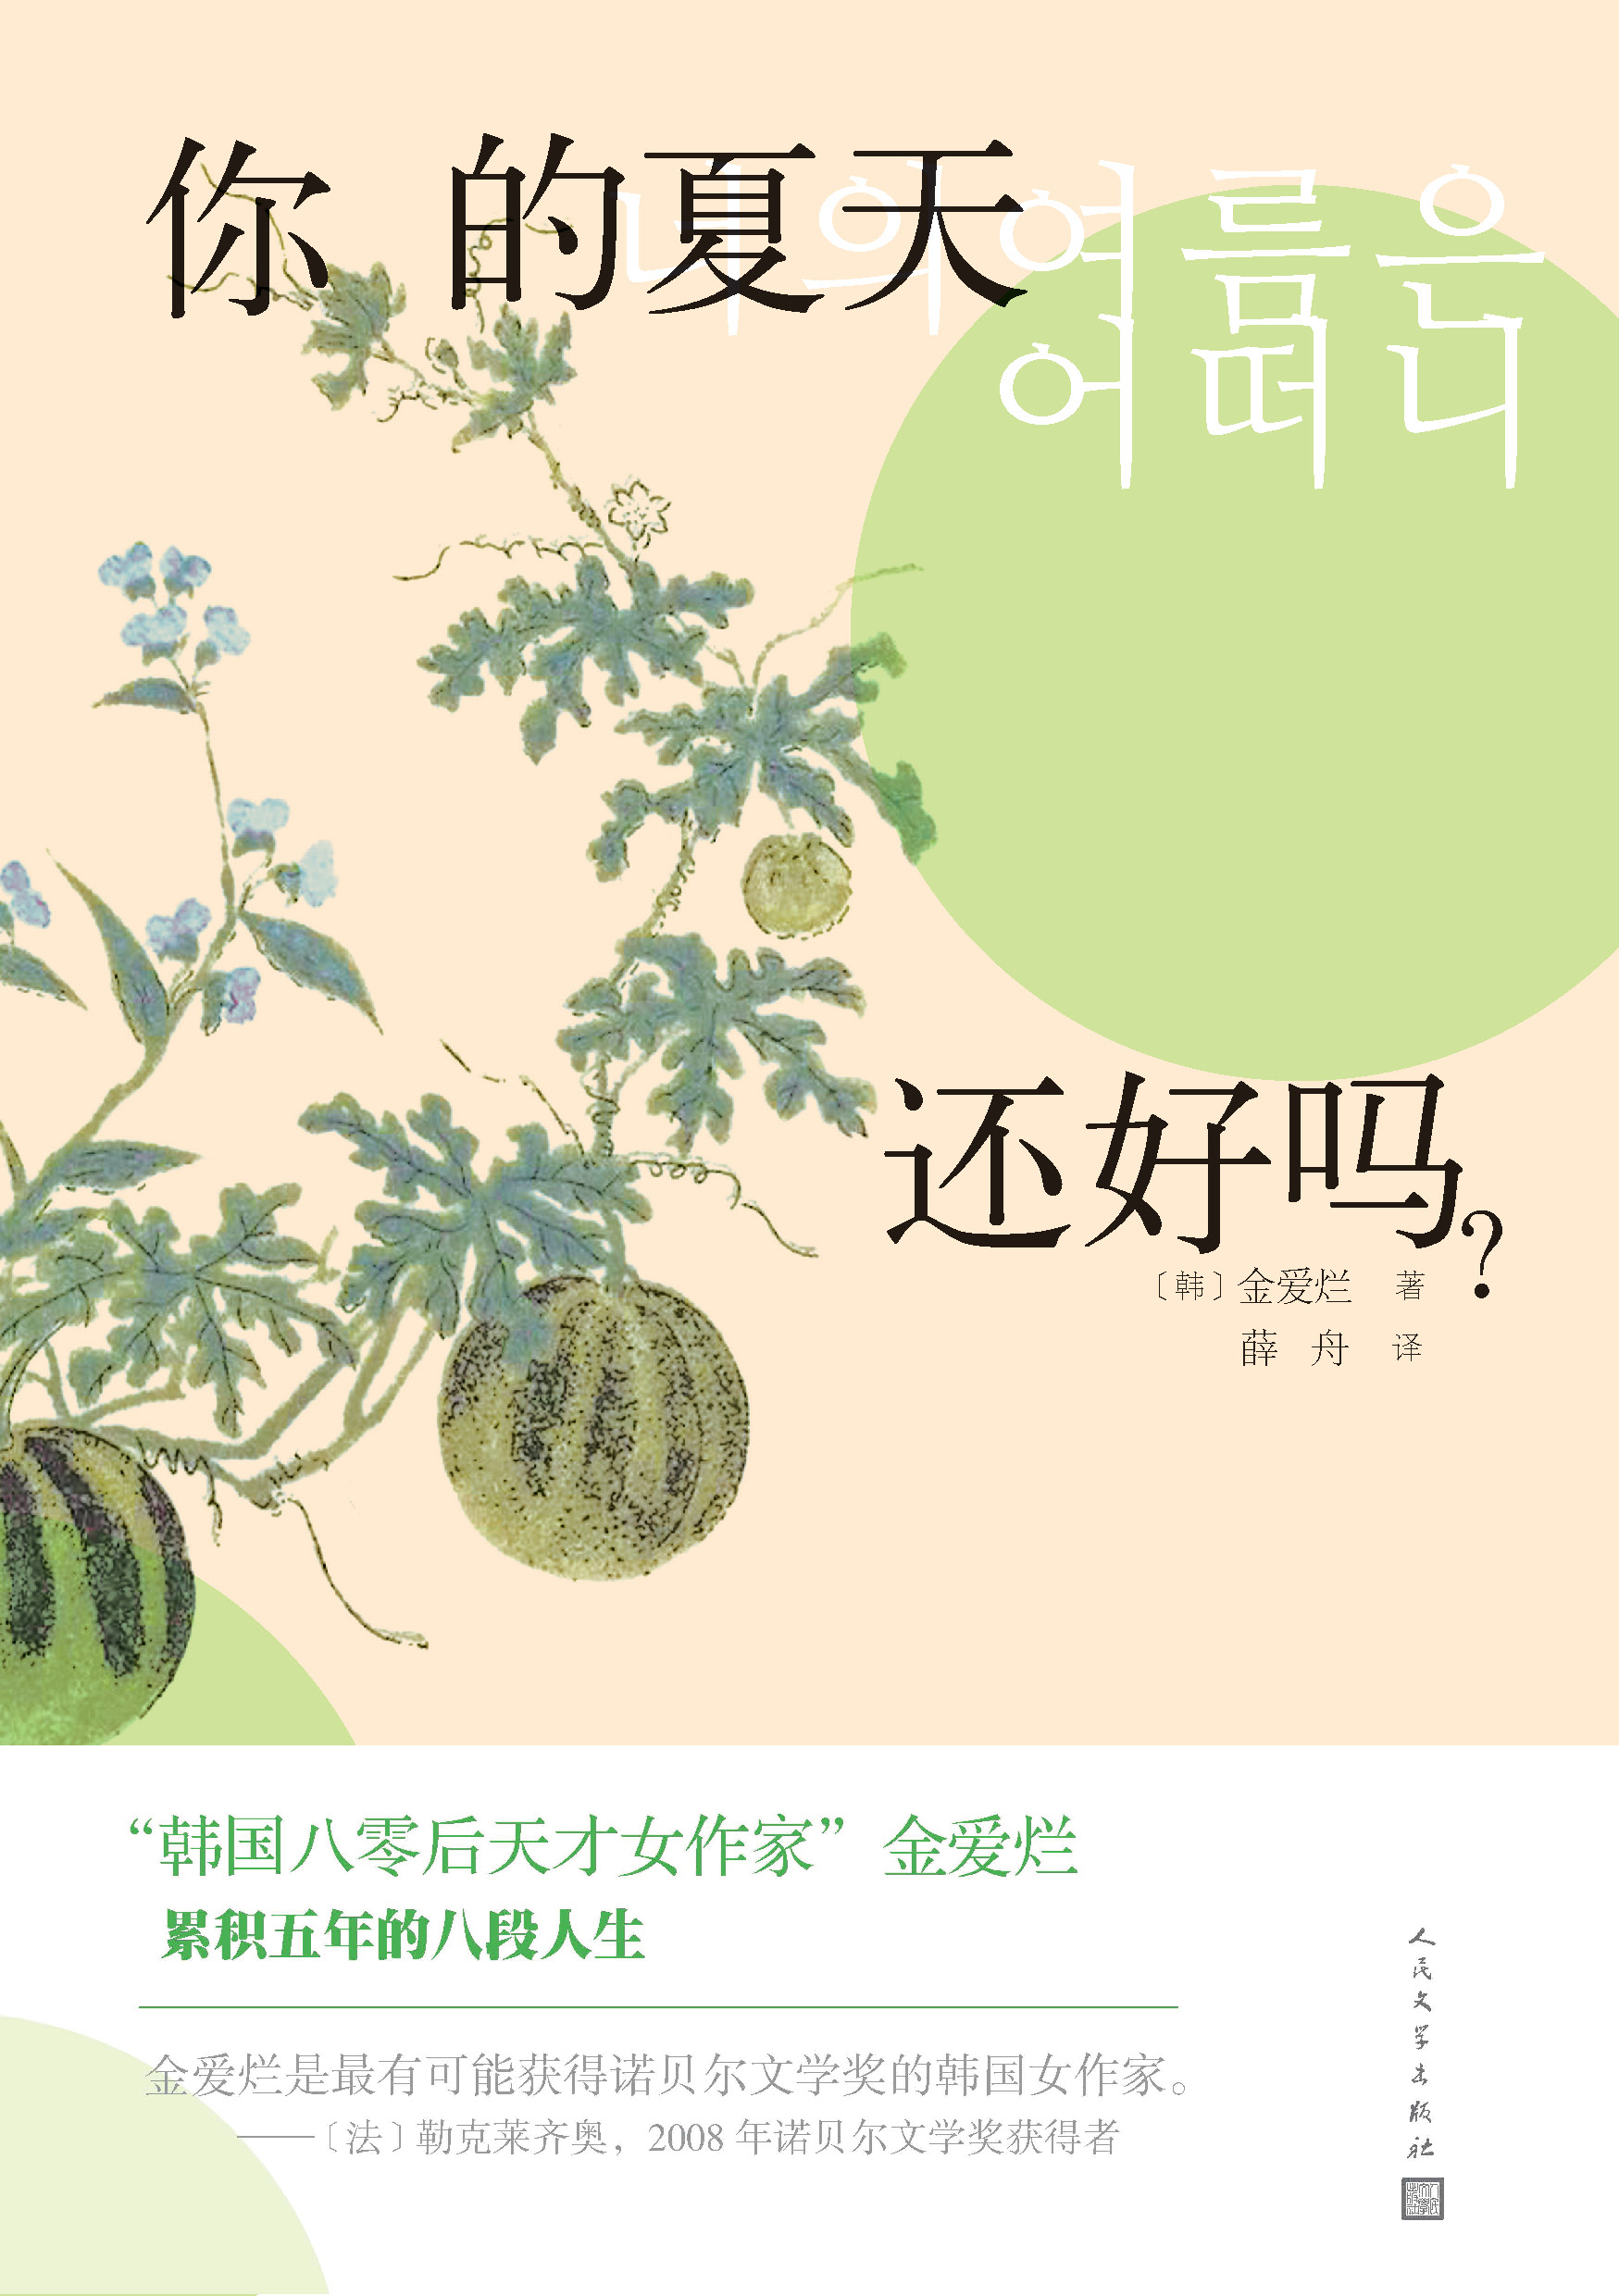 你的夏天
너의 여름은
어떠니
还好吗?
〔韩〕金爱烂 著
薛舟 译
“韩国八零后天才女作家”金爱烂
累积五年的八段人生
金爱烂是最有可能获得诺贝尔文学奖的韩国女作家。
——〔法〕勒克莱齐奥，2008年诺贝尔文学奖获得者
人民文学出版社